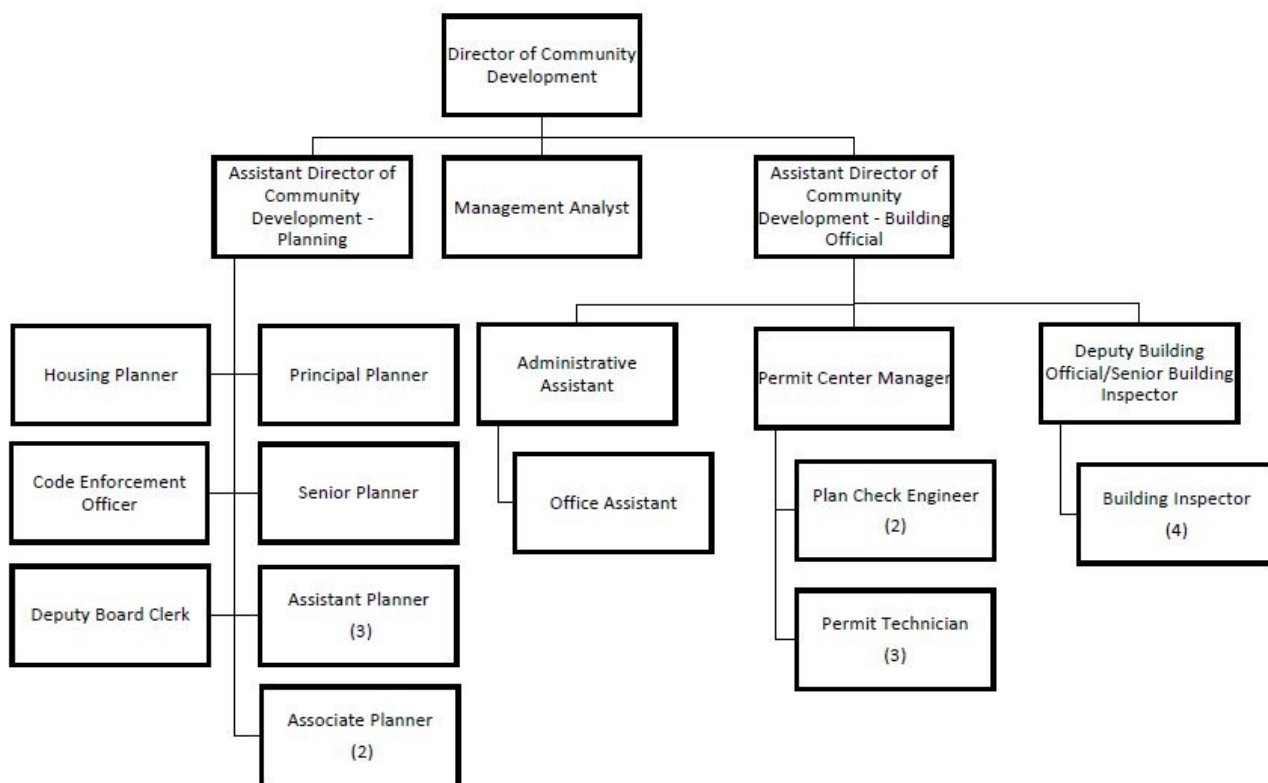 Director of Community
Development
Assistant Director of
Community
Development -
Planning
Management Analyst
Assistant Director of
Community
Development - Building
Official
Housing Planner
Principal Planner
Administrative
Assistant
Permit Center Manager
Deputy Building
Official/Senior Building
Inspector
Code Enforcement
Officer
Senior Planner
Office Assistant
Plan Check Engineer
(2)
Building Inspector
(4)
Deputy Board Clerk
Assistant Planner
(3)
Permit Technician
(3)
Associate Planner
(2)